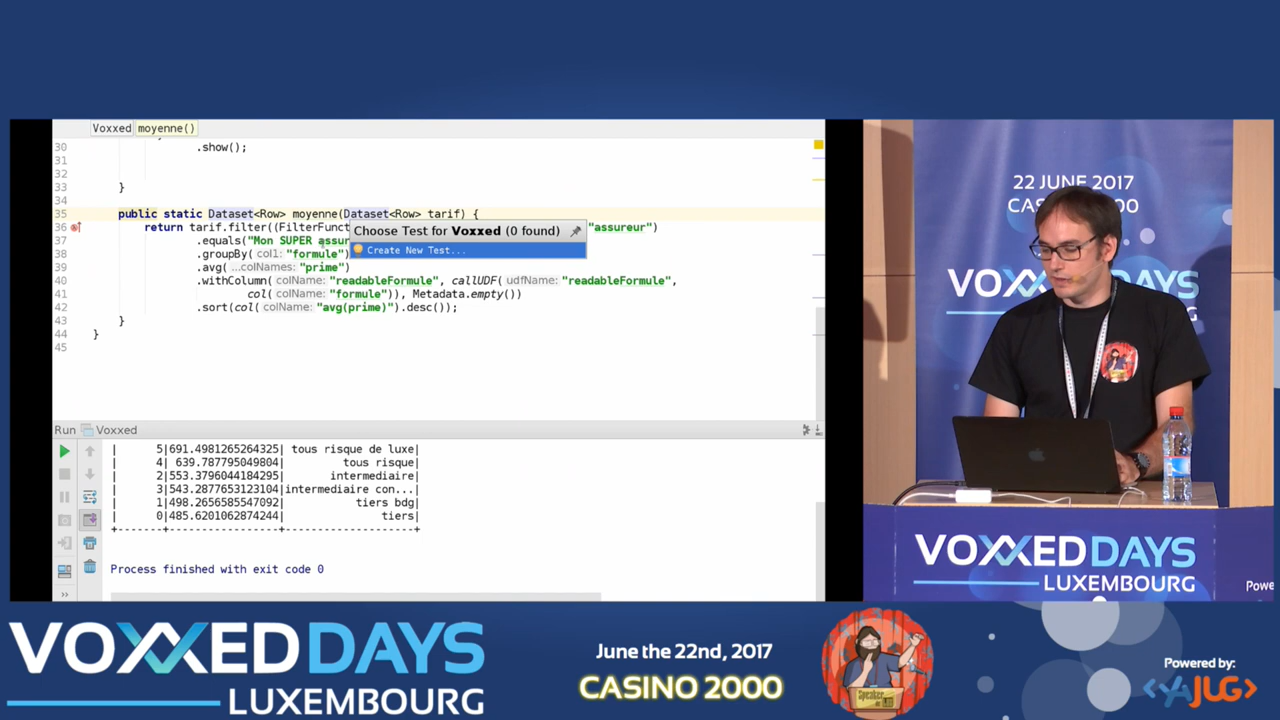 Voxxed moyenne()
30 .show();
31
32
33 }
34
35 public static Dataset<Row> moyenne(Dataset<Row> tarif) {
36 return tarif.filter((FilterFunct "assureur")
37 .equals("Mon SUPER assur
38 .groupBy( col1: "formule")
39 .avg( ...colNames: "prime")
40 .withColumn( colName: "readableFormule", callUDF( udfName: "readableFormule",
41 col( colName: "formule")), Metadata.empty())
42 .sort(col( colName: "avg(prime)").desc());
43 }
44 }
45
Choose Test for Voxxed (0 found)
Create New Test...
Run Voxxed
| 5|691.4981265264325| tous risque de luxe|
| 4| 639.787795049804| tous risque|
| 2|553.3796044184295| intermediaire|
| 3|543.2877653123104|intermediaire con...|
| 1|498.2656585547092| tiers bdg|
| 0|485.6201062874244| tiers|
+-------+-----------------+--------------------+
Process finished with exit code 0
22 JUNE 2017
VOXXED DAYS
LUXEMBOURG
Powe
VOXXED DAYS
LUXEMBOURG
June the 22nd, 2017
CASINO 2000
Powered by:
YAJUG